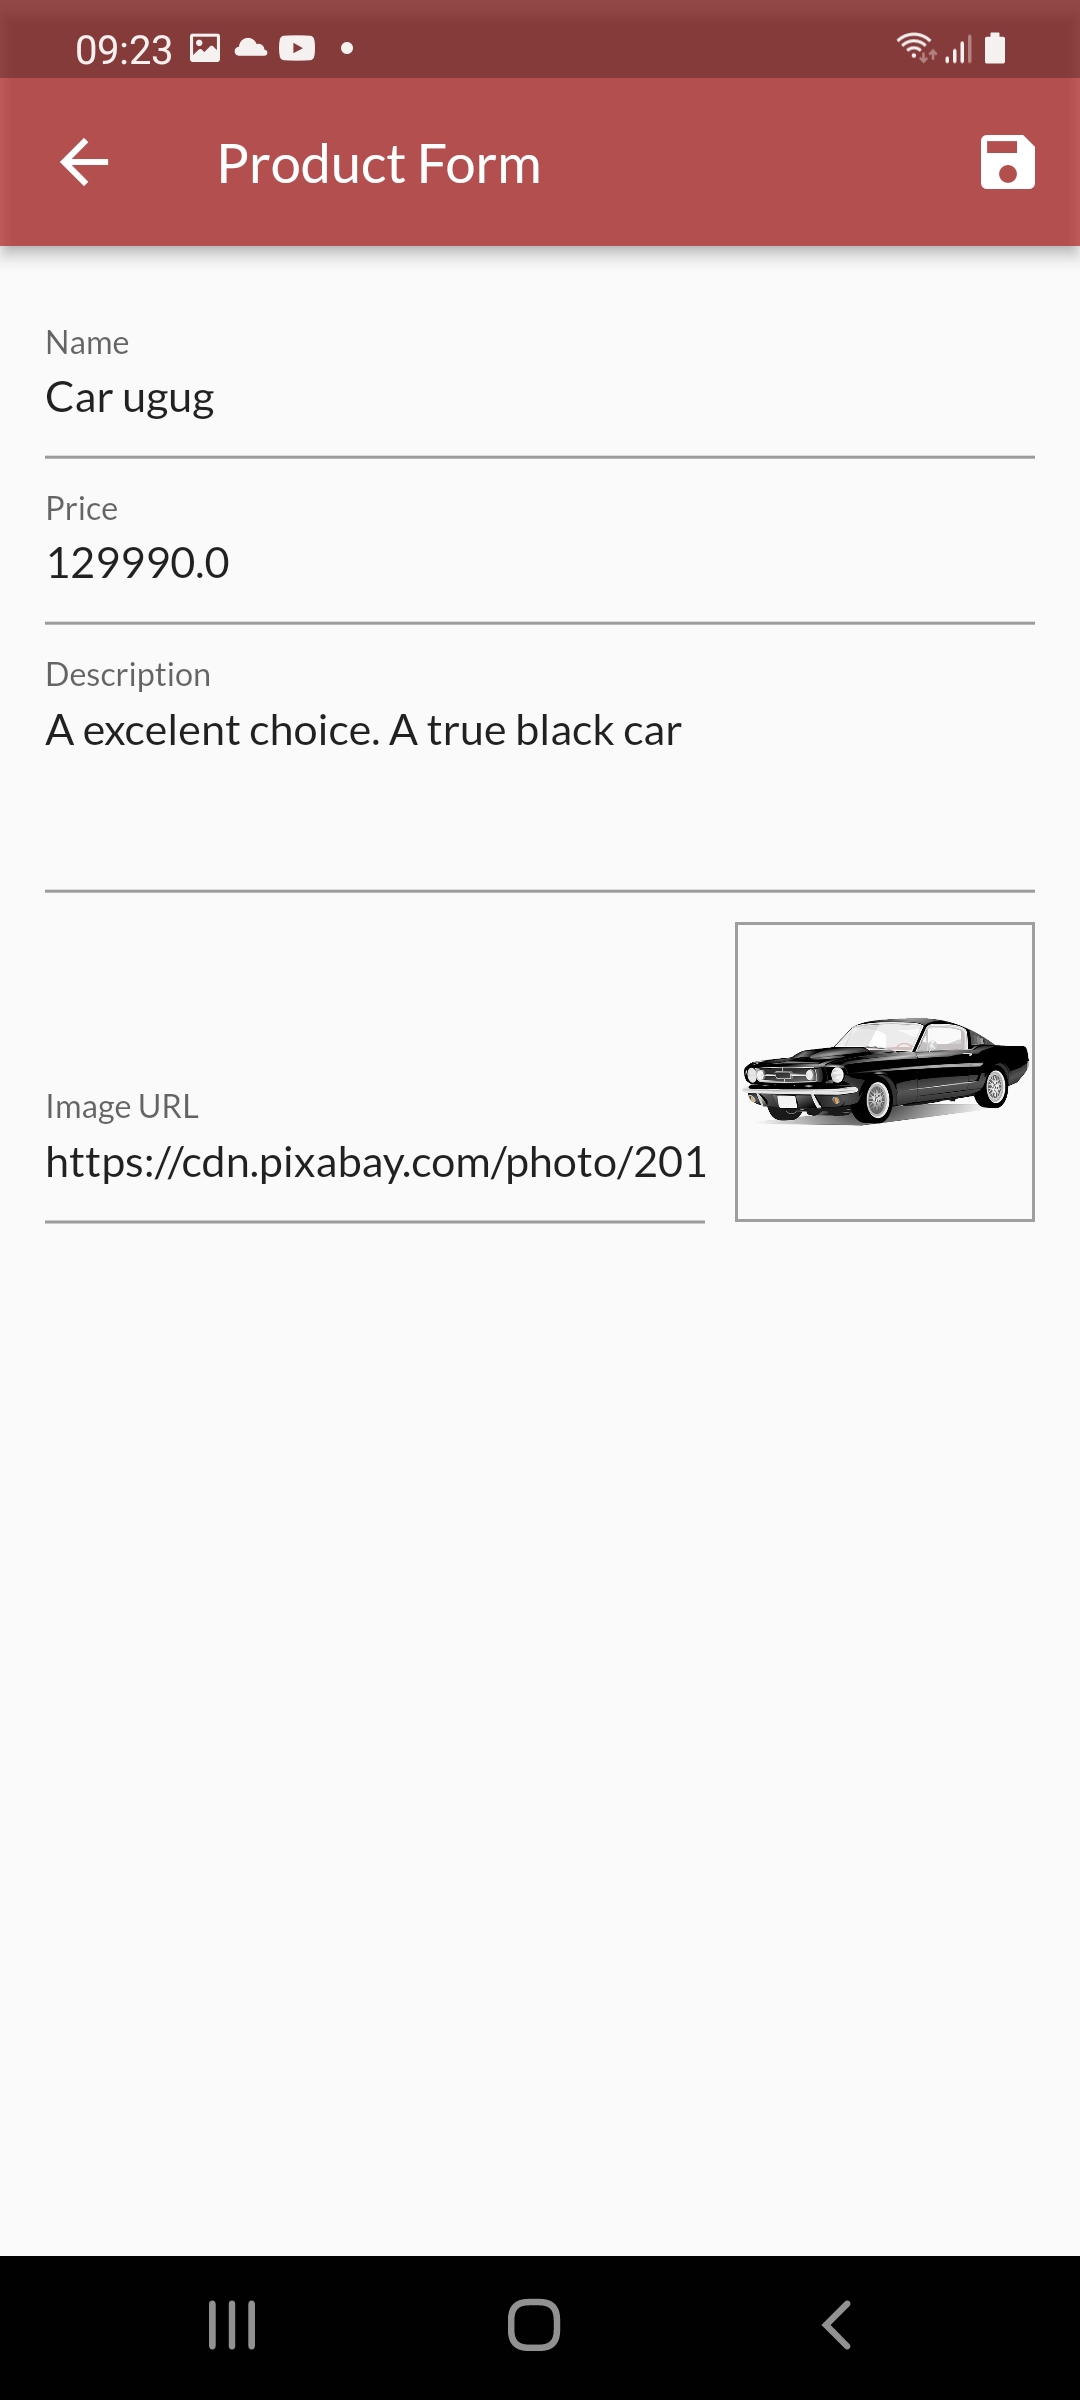 09:23
Product Form
Name
Car ugug
Price
129990.0
Description
A excelent choice. A true black car
Image URL
https://cdn.pixabay.com/photo/201